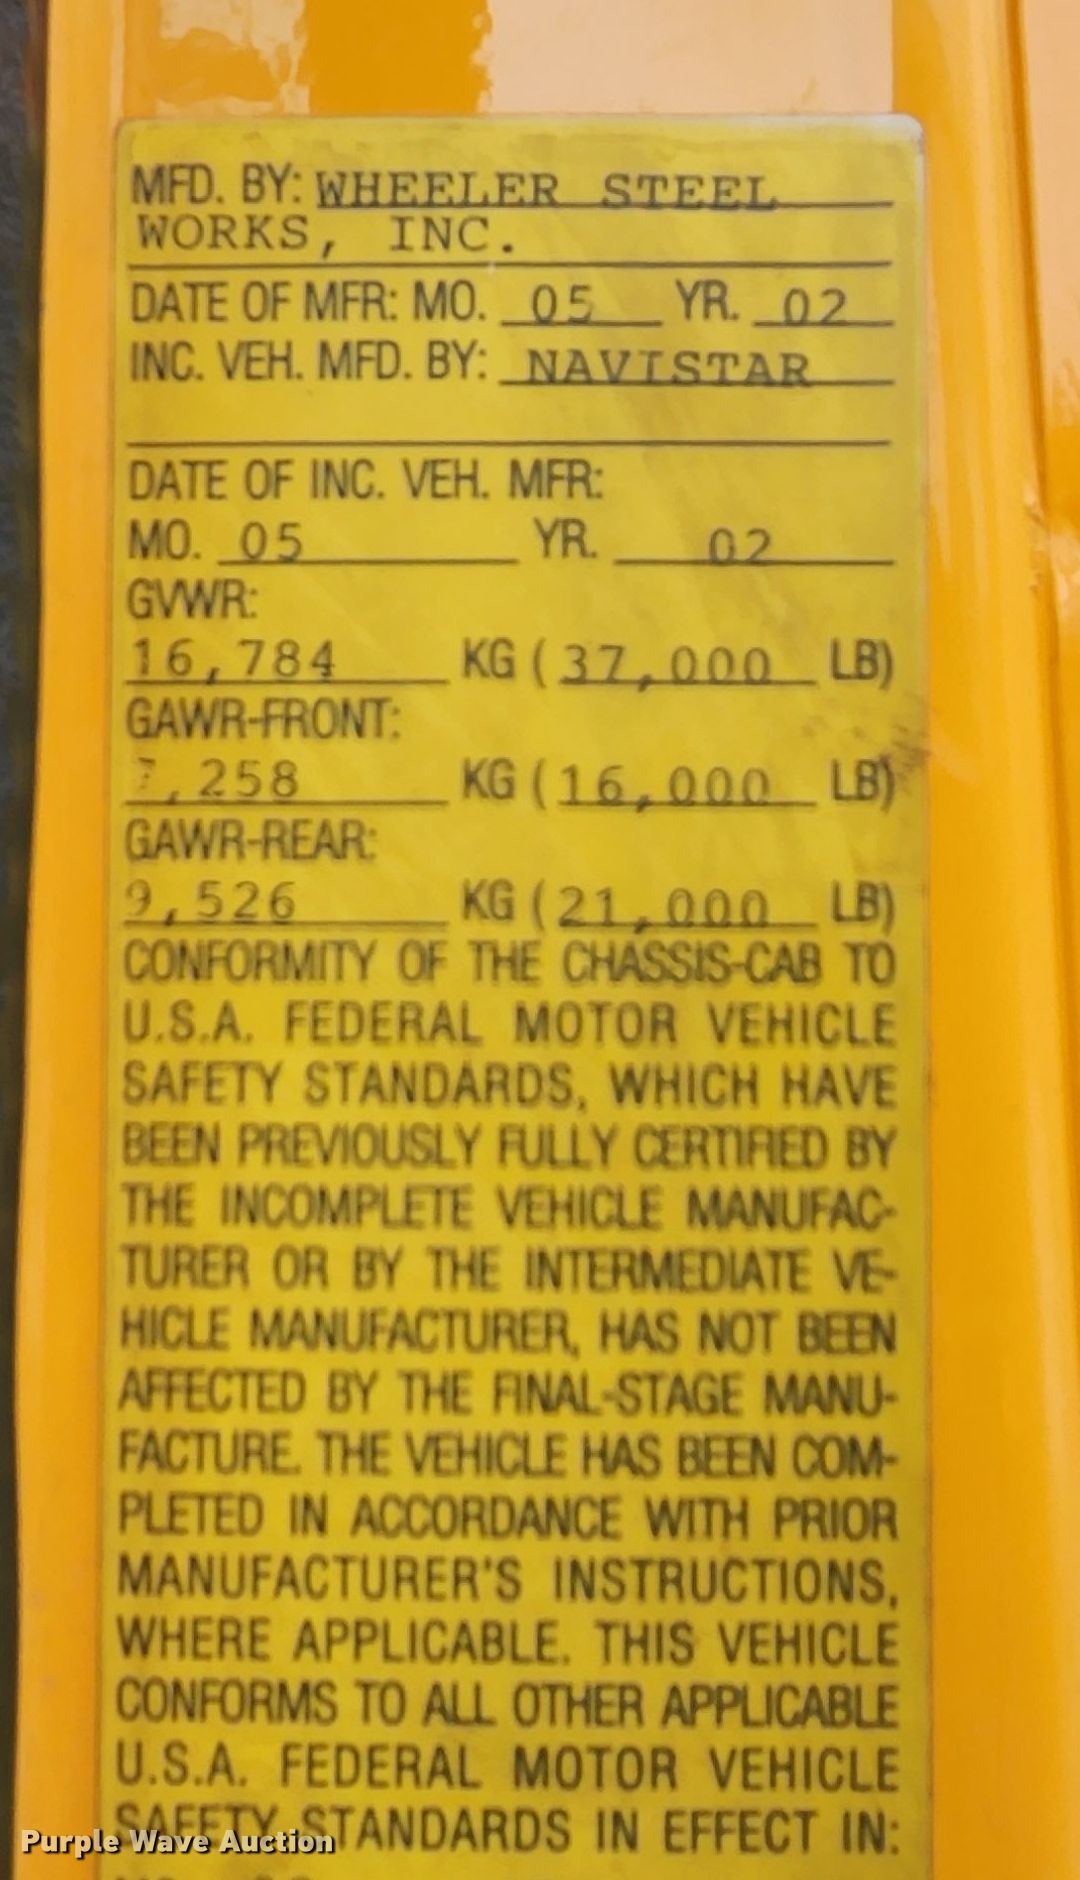 MFD. BY: WHEELER STEEL
WORKS, INC.
DATE OF MFR: MO. 05 YR. 02
INC. VEH. MFD. BY: NAVISTAR
DATE OF INC. VEH. MFR:
MO. 05 YR. 02
GVWR:
16,784 KG (37,000 LB)
GAWR-FRONT:
7,258 KG (16,000 LB)
GAWR-REAR:
9,526 KG (21,000 LB)
CONFORMITY OF THE CHASSIS-CAB TO
U.S.A. FEDERAL MOTOR VEHICLE
SAFETY STANDARDS, WHICH HAVE
BEEN PREVIOUSLY FULLY CERTIFIED BY
THE INCOMPLETE VEHICLE MANUFAC-
TURER OR BY THE INTERMEDIATE VE-
HICLE MANUFACTURER, HAS NOT BEEN
AFFECTED BY THE FINAL-STAGE MANU-
FACTURE. THE VEHICLE HAS BEEN COM-
PLETED IN ACCORDANCE WITH PRIOR
MANUFACTURER'S INSTRUCTIONS,
WHERE APPLICABLE. THIS VEHICLE
CONFORMS TO ALL OTHER APPLICABLE
U.S.A. FEDERAL MOTOR VEHICLE
SAFETY STANDARDS IN EFFECT IN:
Purple Wave Auction